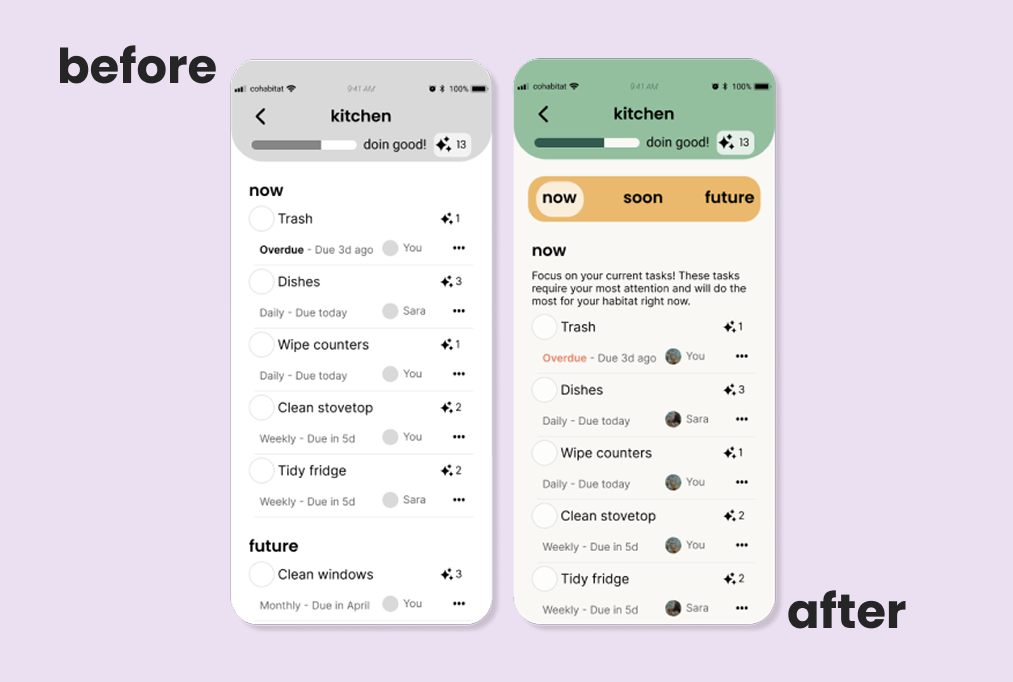 before
cohabitat 9:41 AM 100%
kitchen
doin good! 13
now
Trash 1
Overdue - Due 3d ago You •••
Dishes 3
Daily - Due today Sara •••
Wipe counters 1
Daily - Due today You •••
Clean stovetop 2
Weekly - Due in 5d You •••
Tidy fridge 2
Weekly - Due in 5d Sara •••
future
Clean windows 3
Monthly - Due in April You •••
cohabitat 9:41 AM 100%
kitchen
doin good! 13
now soon future
now
Focus on your current tasks! These tasks
require your most attention and will do the
most for your habitat right now.
Trash 1
Overdue - Due 3d ago You •••
Dishes 3
Daily - Due today Sara •••
Wipe counters 1
Daily - Due today You •••
Clean stovetop 2
Weekly - Due in 5d You •••
Tidy fridge 2
Weekly - Due in 5d Sara •••
after